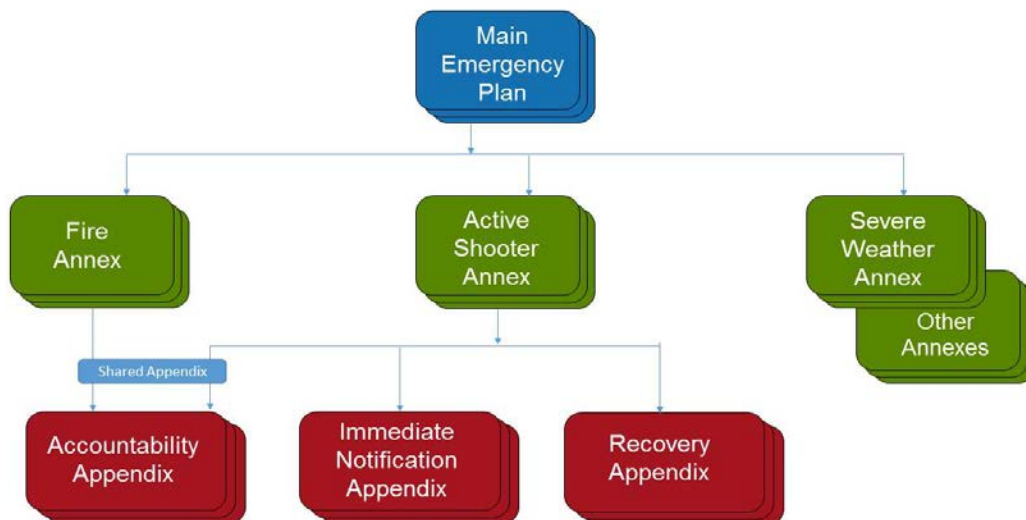 Main
Emergency
Plan
Fire
Annex
Active
Shooter
Annex
Severe
Weather
Annex
Other
Annexes
Shared Appendix
Accountability
Appendix
Immediate
Notification
Appendix
Recovery
Appendix